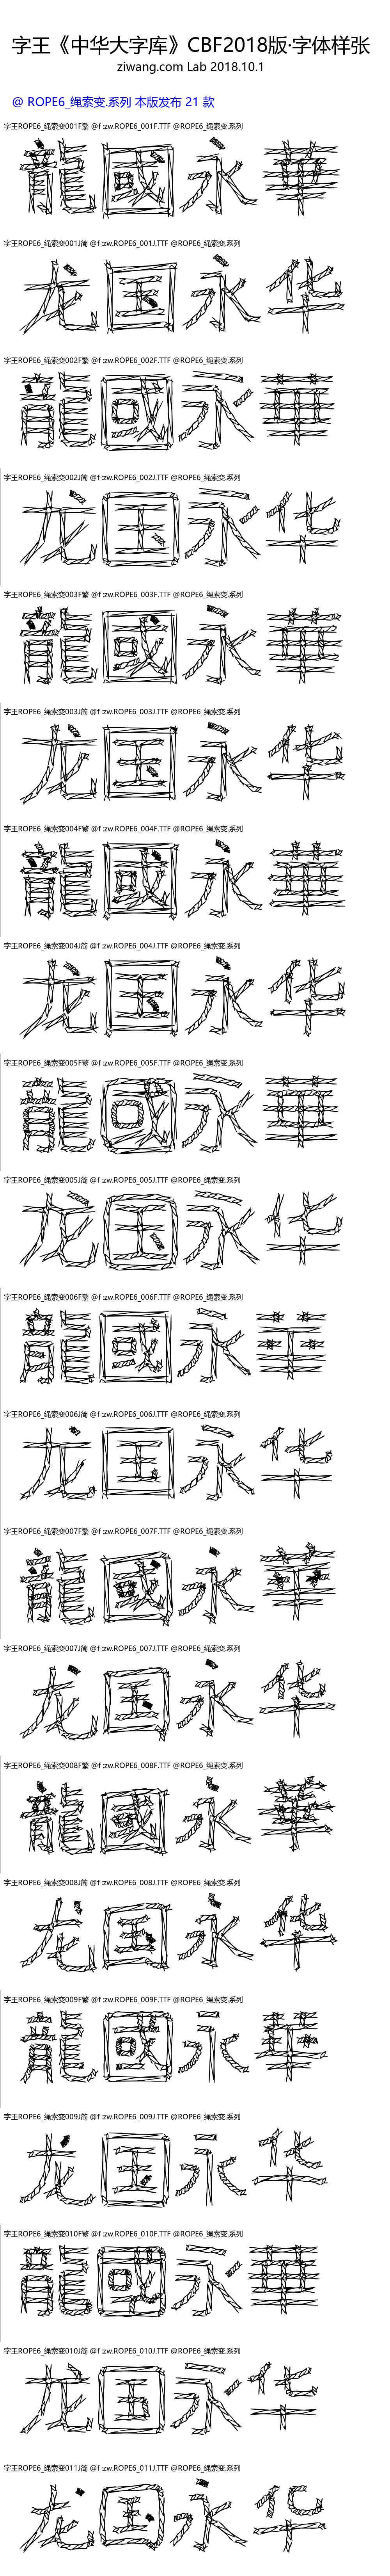 字王《中华大字库》CBF2018版·字体样张
ziwang.com Lab 2018.10.1
@ ROPE6_绳索变.系列 本版发布 21 款
字王ROPE6_绳索变001F繁 @f :zw.ROPE6_001F.TTF @ROPE6_绳索变.系列
龍國永華
字王ROPE6_绳索变001J简 @f :zw.ROPE6_001J.TTF @ROPE6_绳索变.系列
龙国永华
字王ROPE6_绳索变002F繁 @f :zw.ROPE6_002F.TTF @ROPE6_绳索变.系列
龍國永華
字王ROPE6_绳索变002J简 @f :zw.ROPE6_002J.TTF @ROPE6_绳索变.系列
龙国永华
字王ROPE6_绳索变003F繁 @f :zw.ROPE6_003F.TTF @ROPE6_绳索变.系列
龍國永華
字王ROPE6_绳索变003J简 @f :zw.ROPE6_003J.TTF @ROPE6_绳索变.系列
龙国永华
字王ROPE6_绳索变004F繁 @f :zw.ROPE6_004F.TTF @ROPE6_绳索变.系列
龍國永華
字王ROPE6_绳索变004J简 @f :zw.ROPE6_004J.TTF @ROPE6_绳索变.系列
龙国永华
字王ROPE6_绳索变005F繁 @f :zw.ROPE6_005F.TTF @ROPE6_绳索变.系列
龍國永華
字王ROPE6_绳索变005J简 @f :zw.ROPE6_005J.TTF @ROPE6_绳索变.系列
龙国永华
字王ROPE6_绳索变006F繁 @f :zw.ROPE6_006F.TTF @ROPE6_绳索变.系列
龍國永華
字王ROPE6_绳索变006J简 @f :zw.ROPE6_006J.TTF @ROPE6_绳索变.系列
龙国永华
字王ROPE6_绳索变007F繁 @f :zw.ROPE6_007F.TTF @ROPE6_绳索变.系列
龍國永華
字王ROPE6_绳索变007J简 @f :zw.ROPE6_007J.TTF @ROPE6_绳索变.系列
龙国永华
字王ROPE6_绳索变008F繁 @f :zw.ROPE6_008F.TTF @ROPE6_绳索变.系列
龍國永華
字王ROPE6_绳索变008J简 @f :zw.ROPE6_008J.TTF @ROPE6_绳索变.系列
龙国永华
字王ROPE6_绳索变009F繁 @f :zw.ROPE6_009F.TTF @ROPE6_绳索变.系列
龍國永華
字王ROPE6_绳索变009J简 @f :zw.ROPE6_009J.TTF @ROPE6_绳索变.系列
龙国永华
字王ROPE6_绳索变010F繁 @f :zw.ROPE6_010F.TTF @ROPE6_绳索变.系列
龍國永華
字王ROPE6_绳索变010J简 @f :zw.ROPE6_010J.TTF @ROPE6_绳索变.系列
龙国永华
字王ROPE6_绳索变011J简 @f :zw.ROPE6_011J.TTF @ROPE6_绳索变.系列
龙国永华